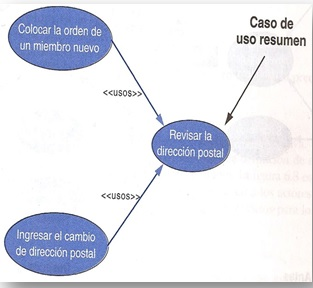 Colocar la orden de
un miembro nuevo
Caso de
uso resumen
<<usos>>
Revisar la
dirección postal
<<usos>>
Ingresar el cambio
de dirección postal